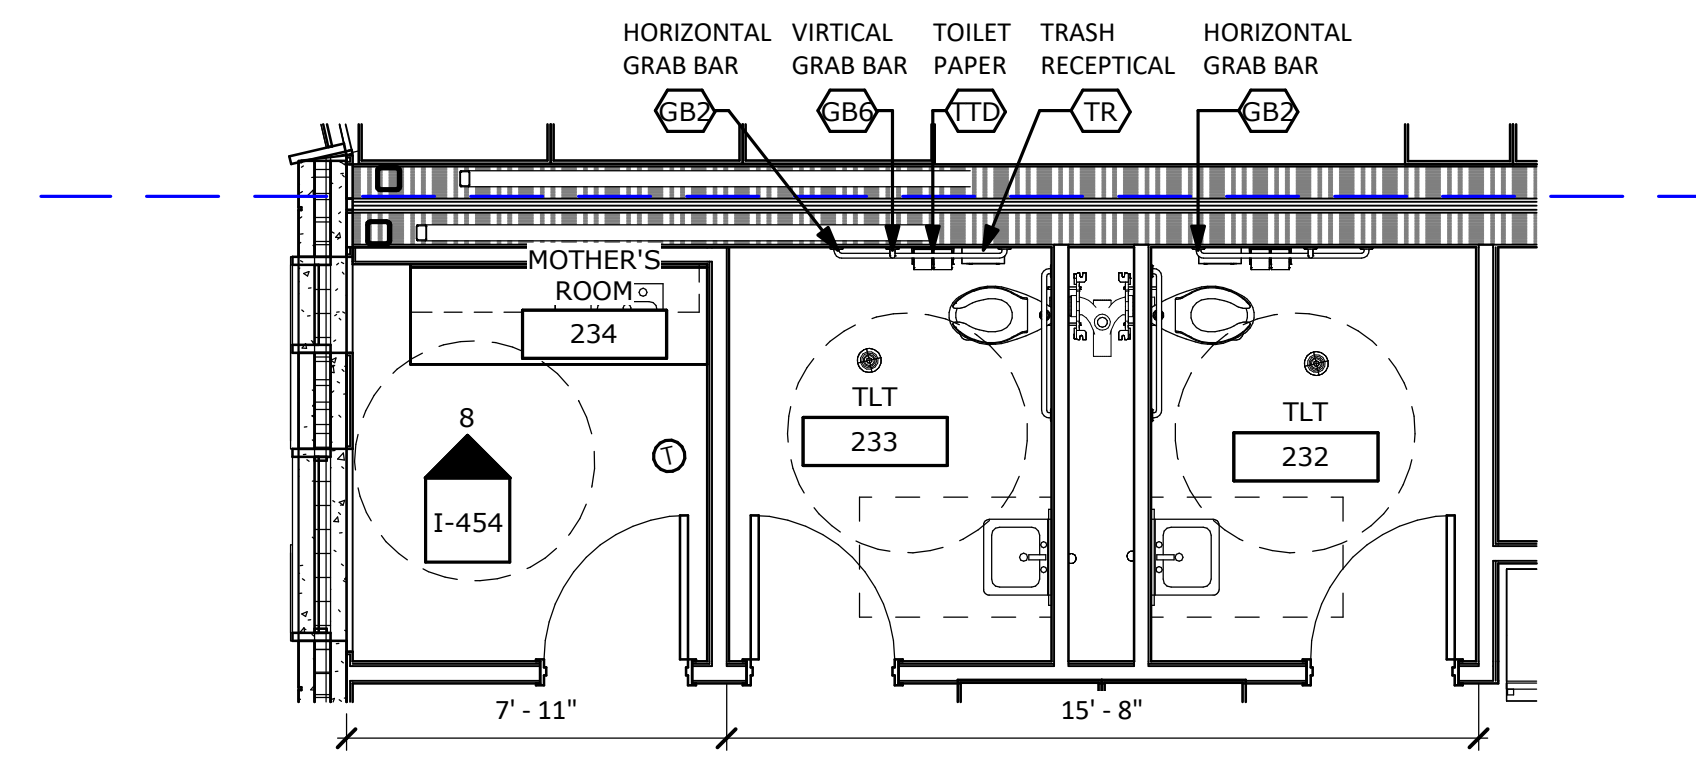 HORIZONTAL
GRAB BAR
VIRTICAL
GRAB BAR
TOILET
PAPER
TRASH
RECEPTICAL
HORIZONTAL
GRAB BAR
GB2
GB6
TTD
TR
GB2
MOTHER'S
ROOM
234
8
I-454
T
TLT
233
TLT
232
7' - 11"
15' - 8"